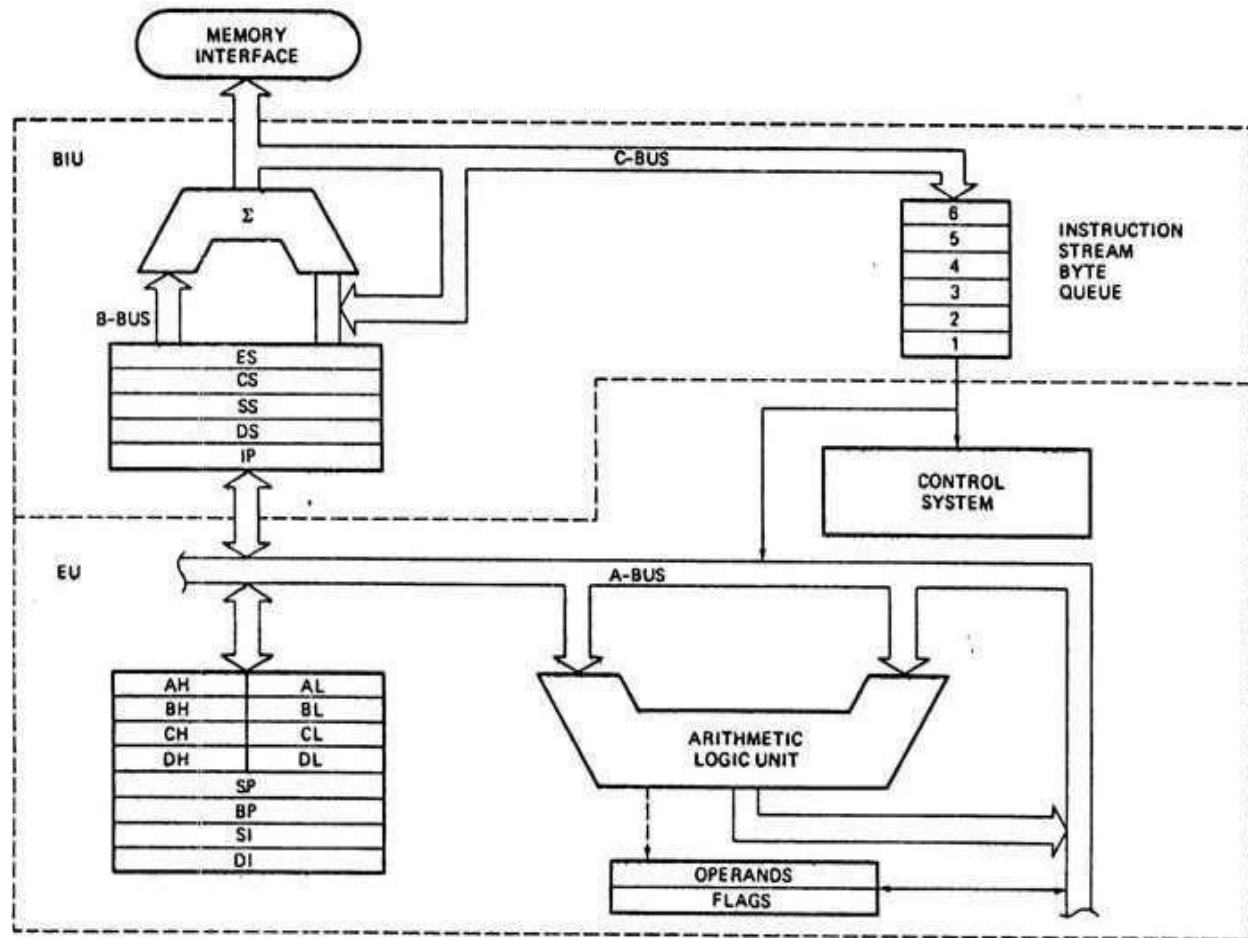 MEMORY
INTERFACE
BIU
C-BUS
Σ
6
5
4
3
2
1
INSTRUCTION
STREAM
BYTE
QUEUE
B-BUS
ES
CS
SS
DS
IP
CONTROL
SYSTEM
EU
A-BUS
AH AL
BH BL
CH CL
DH DL
SP
BP
SI
DI
ARITHMETIC
LOGIC UNIT
OPERANDS
FLAGS